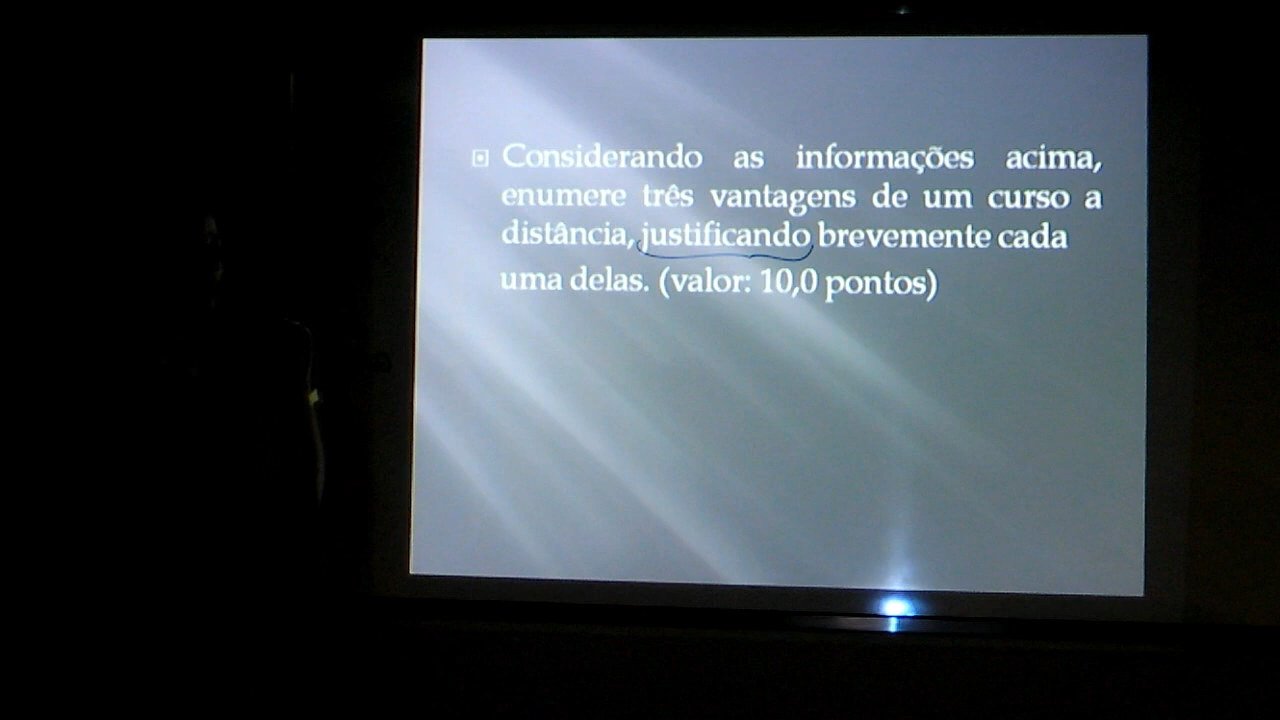 Considerando as informações acima,
enumere três vantagens de um curso a
distância, justificando brevemente cada
uma delas. (valor: 10,0 pontos)